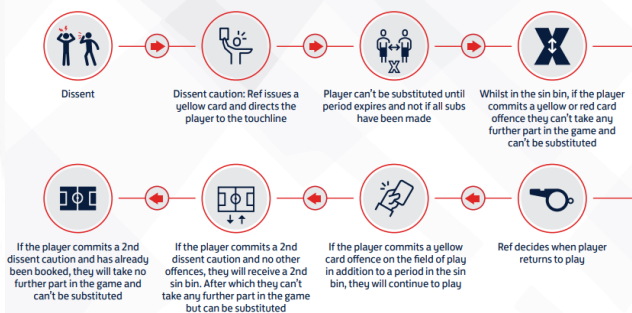 Dissent
Dissent caution: Ref issues a
yellow card and directs the
player to the touchline
Player can't be substituted until
period expires and not if all subs
have been made
Whilst in the sin bin, if the player
commits a yellow or red card
offence they can't take any
further part in the game and
can't be substituted
If the player commits a 2nd
dissent caution and has already
been booked, they will take no
further part in the game and
can't be substituted
If the player commits a 2nd
dissent caution and no other
offences, they will receive a 2nd
sin bin. After which they can't
take any further part in the game
but can be substituted
If the player commits a yellow
card offence on the field of play
in addition to a period in the sin
bin, they will continue to play
Ref decides when player
returns to play